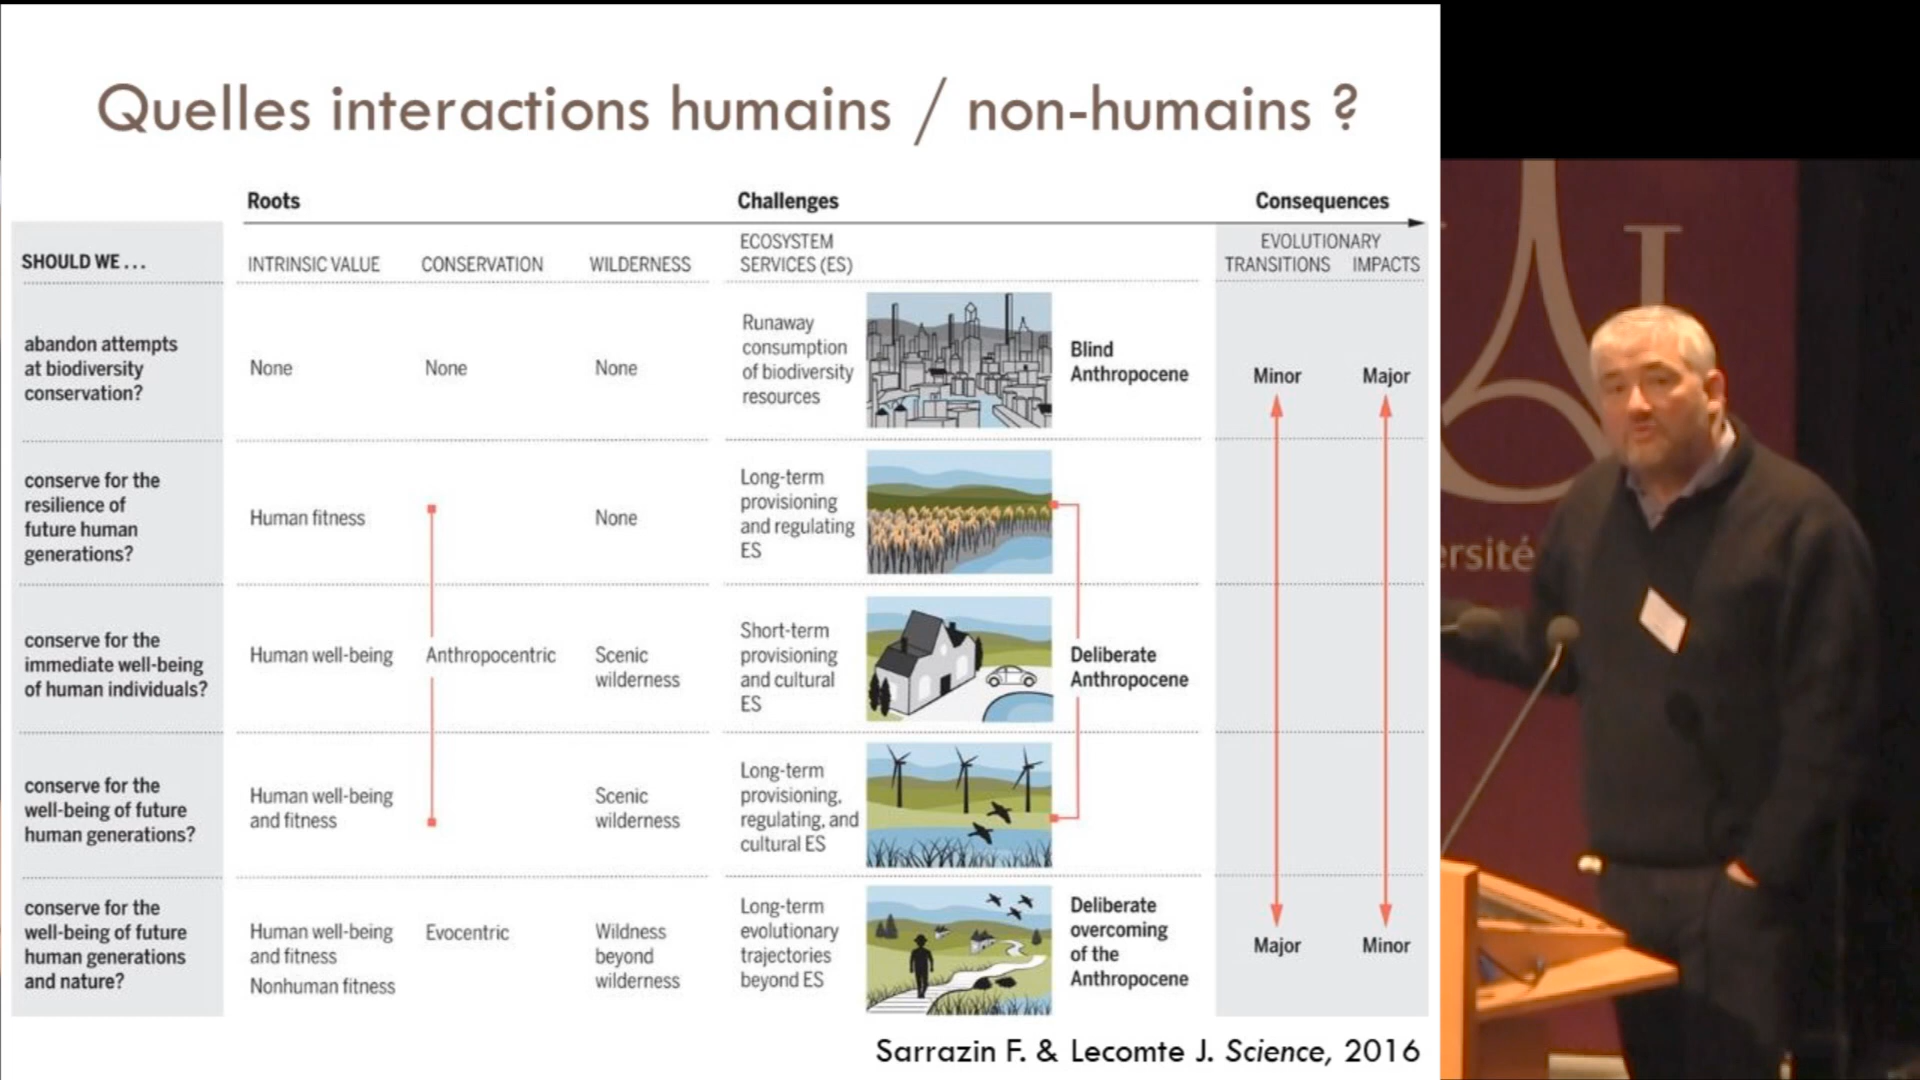 Quelles interactions humains / non-humains ?
Roots
Challenges
Consequences
SHOULD WE . . .
INTRINSIC VALUE
CONSERVATION
WILDERNESS
ECOSYSTEM
SERVICES (ES)
EVOLUTIONARY
TRANSITIONS IMPACTS
abandon attempts
at biodiversity
conservation?
None
None
None
Runaway
consumption
of biodiversity
resources
Blind
Anthropocene
Minor
Major
conserve for the
resilience of
future human
generations?
Human fitness
None
Long-term
provisioning
and regulating
ES
conserve for the
immediate well-being
of human individuals?
Human well-being
Anthropocentric
Scenic
wilderness
Short-term
provisioning
and cultural
ES
Deliberate
Anthropocene
conserve for the
well-being of future
human generations?
Human well-being
and fitness
Scenic
wilderness
Long-term
provisioning,
regulating, and
cultural ES
conserve for the
well-being of future
human generations
and nature?
Human well-being
and fitness
Nonhuman fitness
Evocentric
Wildness
beyond
wilderness
Long-term
evolutionary
trajectories
beyond ES
Deliberate
overcoming
of the
Anthropocene
Major
Minor
Sarrazin F. & Lecomte J. Science, 2016
ersité